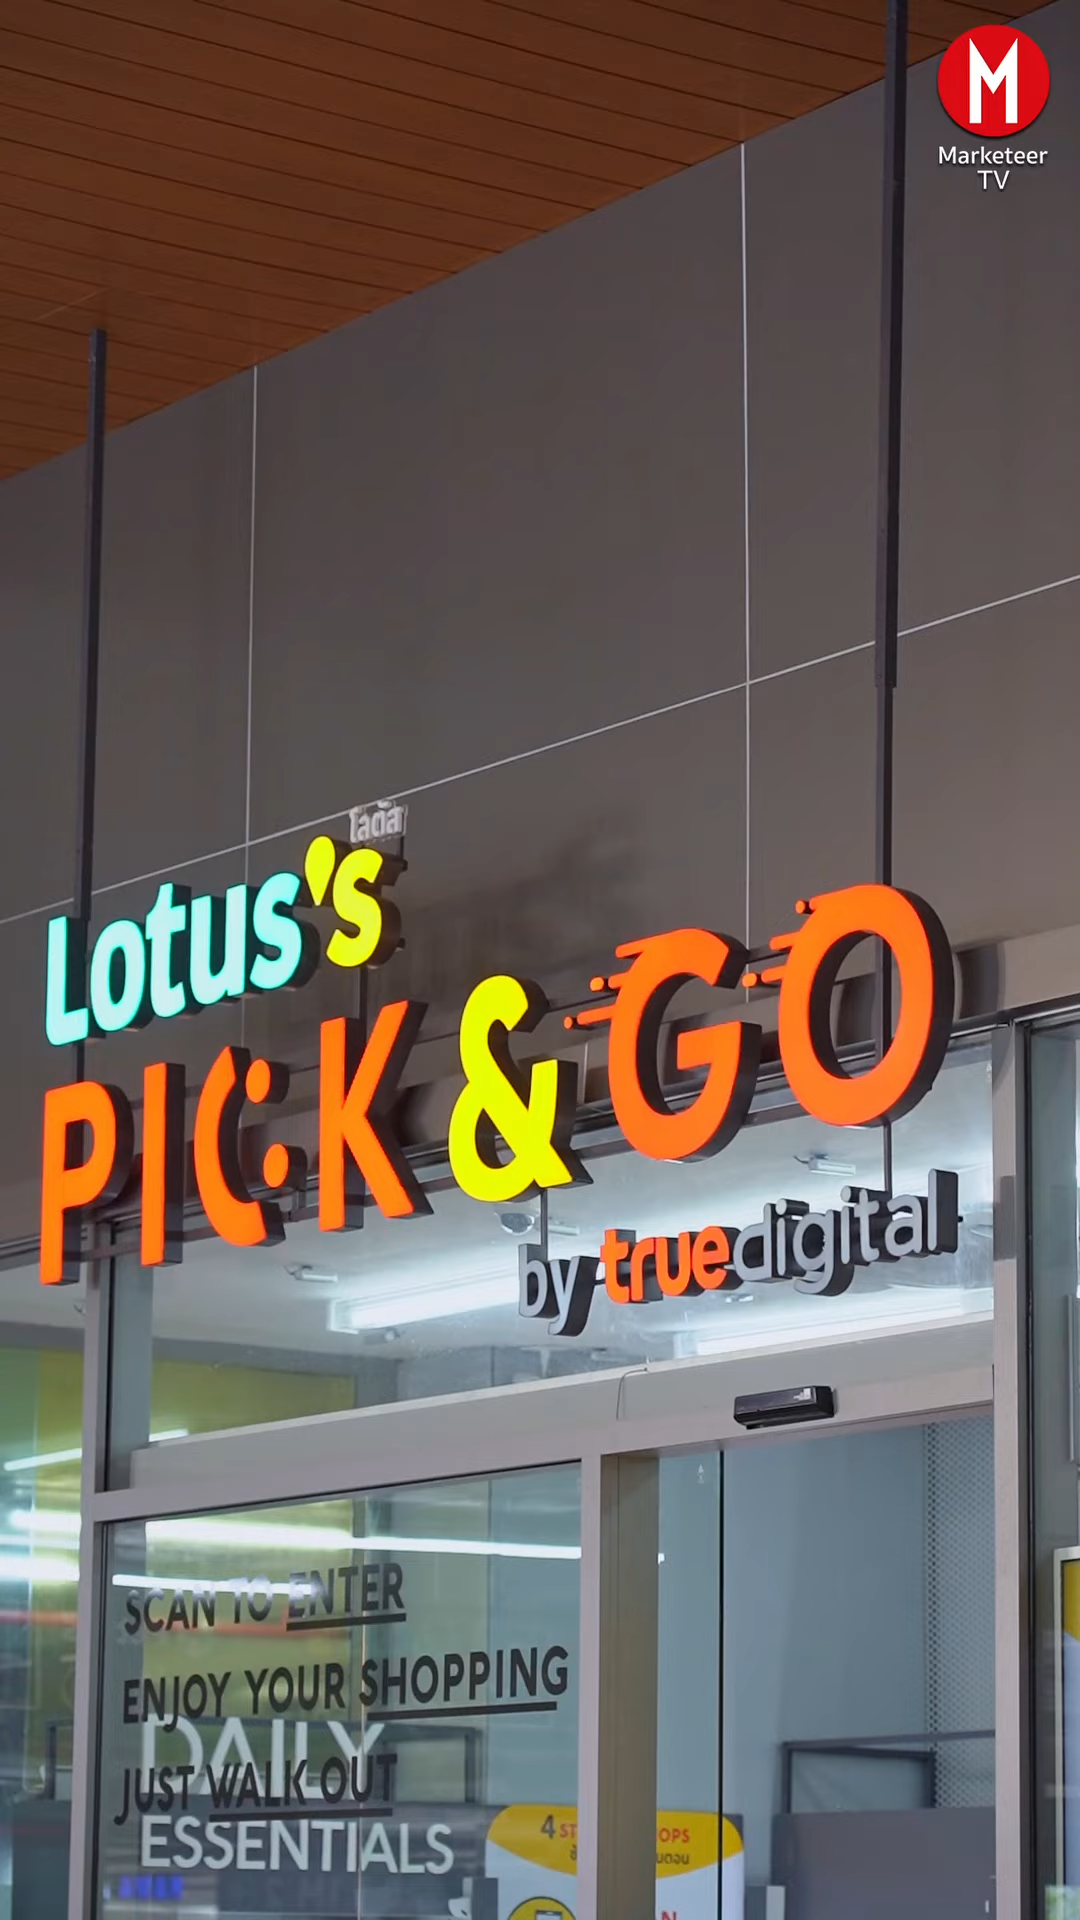 M
Marketeer
TV
โลตัส
Lotus's
PICK & GO
by truedigital
SCAN TO ENTER
ENJOY YOUR SHOPPING
DAILY
JUST WALK OUT
ESSENTIALS
4